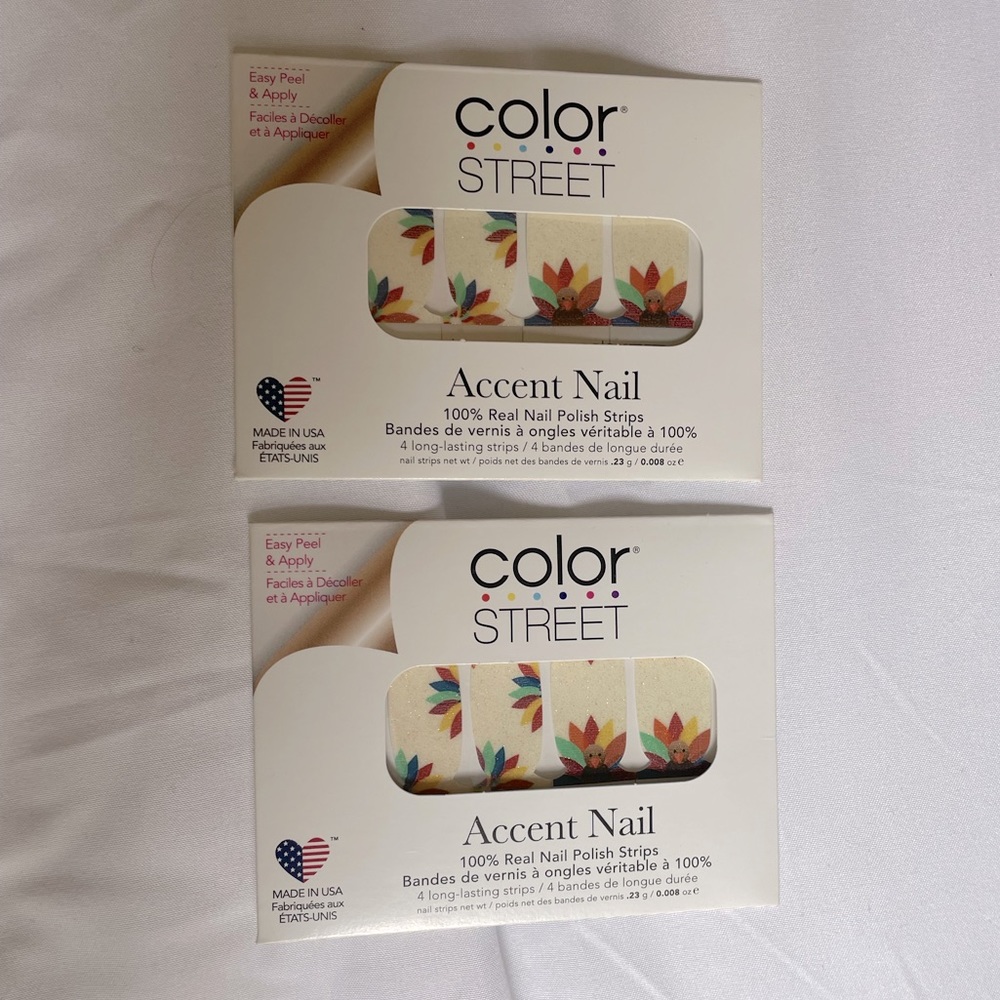 Easy Peel
& Apply
Faciles à Décoller
et à Appliquer
color®
STREET
™
MADE IN USA
Fabriquées aux
ÉTATS-UNIS
Accent Nail
100% Real Nail Polish Strips
Bandes de vernis à ongles véritable à 100%
4 long-lasting strips / 4 bandes de longue durée
nail strips net wt / poids net des bandes de vernis .23 g / 0.008 oz ℮
Easy Peel
& Apply
Faciles à Décoller
et à Appliquer
color®
STREET
™
MADE IN USA
Fabriquées aux
ÉTATS-UNIS
Accent Nail
100% Real Nail Polish Strips
Bandes de vernis à ongles véritable à 100%
4 long-lasting strips / 4 bandes de longue durée
nail strips net wt / poids net des bandes de vernis .23 g / 0.008 oz ℮